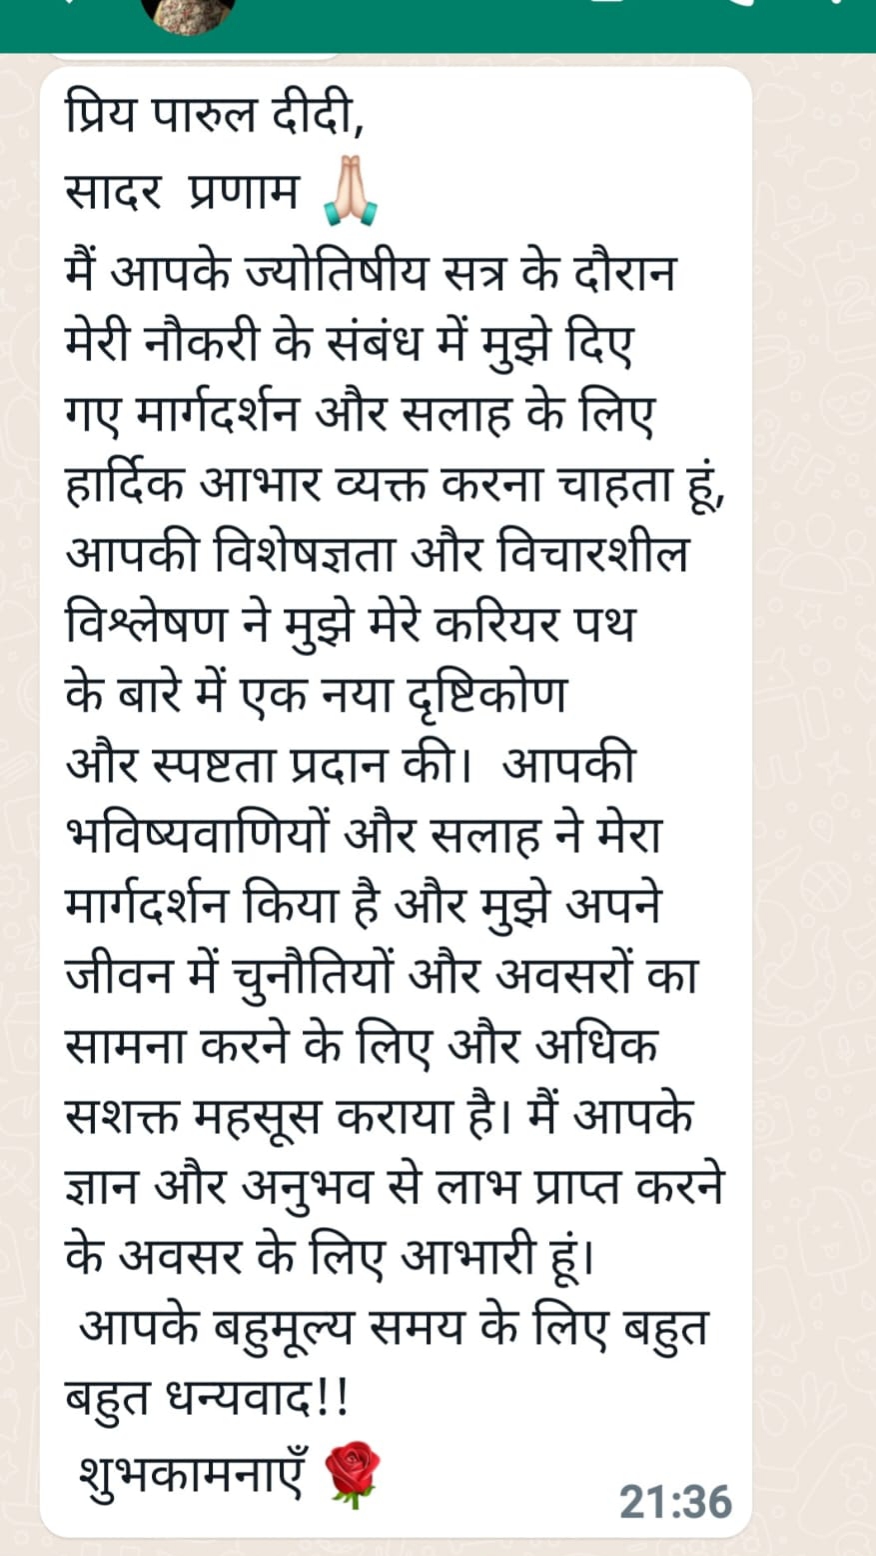 प्रिय पारुल दीदी,
सादर  प्रणाम 🙏🏻
मैं आपके ज्योतिषीय सत्र के दौरान
मेरी नौकरी के संबंध में मुझे दिए
गए मार्गदर्शन और सलाह के लिए
हार्दिक आभार व्यक्त करना चाहता हूं,
आपकी विशेषज्ञता और विचारशील
विश्लेषण ने मुझे मेरे करियर पथ
के बारे में एक नया दृष्टिकोण
और स्पष्टता प्रदान की।  आपकी
भविष्यवाणियों और सलाह ने मेरा
मार्गदर्शन किया है और मुझे अपने
जीवन में चुनौतियों और अवसरों का
सामना करने के लिए और अधिक
सशक्त महसूस कराया है। मैं आपके
ज्ञान और अनुभव से लाभ प्राप्त करने
के अवसर के लिए आभारी हूं।
आपके बहुमूल्य समय के लिए बहुत
बहुत धन्यवाद!!
शुभकामनाएँ 🌹
21:36